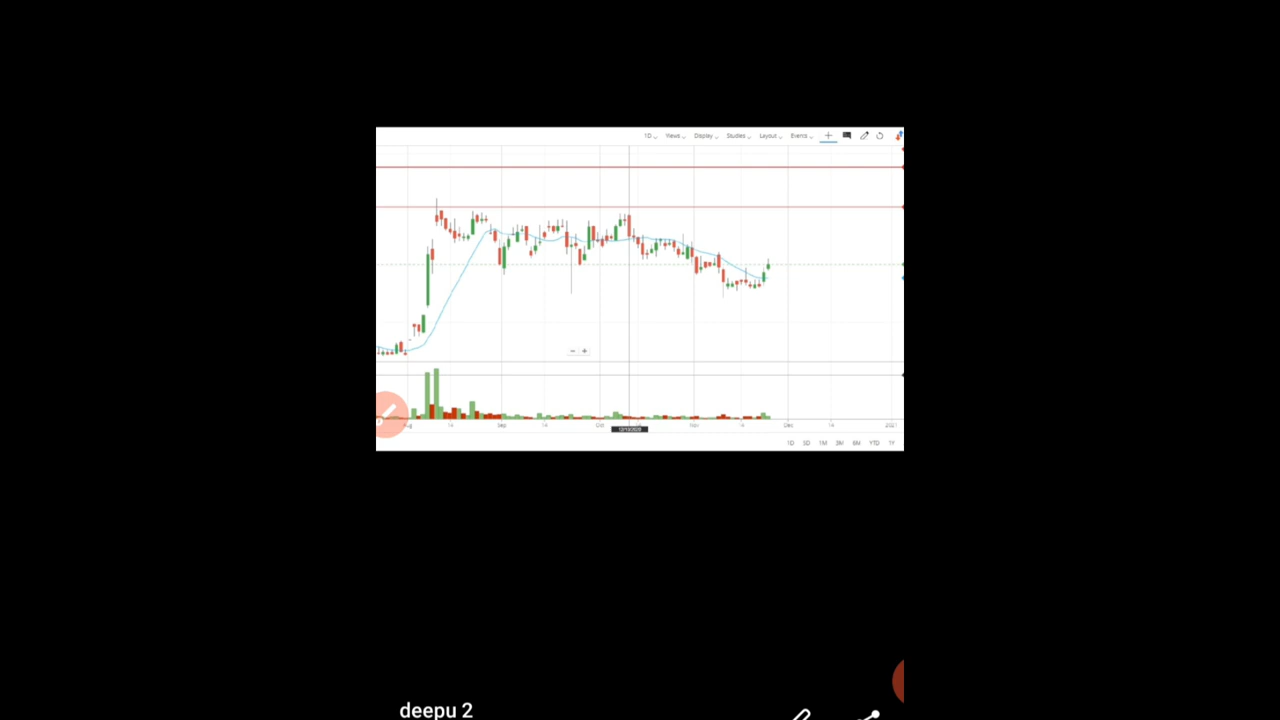 1D Views Display Studies Layout Events
Aug 14 Sep 14 Oct Nov Dec 14 2021
1D 5D 1M 3M 6M YTD 1Y
deepu 2